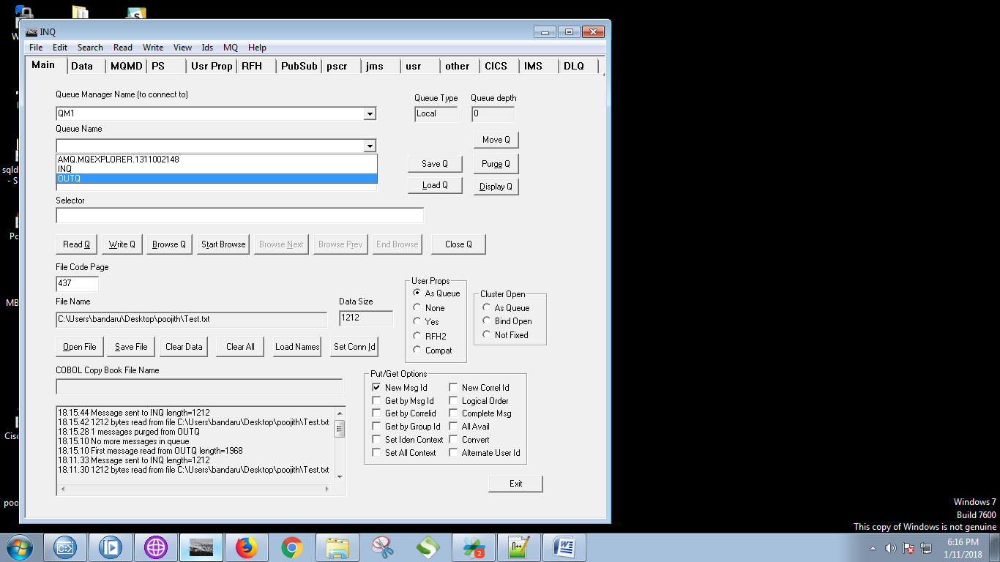 INQ
File Edit Search Read Write View Ids MQ Help
Main Data MQMD PS Usr Prop RFH PubSub pscr jms usr other CICS IMS DLQ
Queue Manager Name (to connect to)
Queue Type Queue depth
QM1
Local 0
Queue Name
Move Q
AMQ.MQEXPLORER.1311002148
INQ
OUTQ
Save Q Purge Q
Load Q Display Q
Selector
Read Q Write Q Browse Q Start Browse Browse Next Browse Prev End Browse Close Q
File Code Page
437
File Name
Data Size
C:\Users\bandaru\Desktop\poojith\Test.txt
1212
User Props
As Queue
None
Yes
RFH2
Compat
Cluster Open
As Queue
Bind Open
Not Fixed
Open File Save File Clear Data Clear All Load Names Set Conn Id
COBOL Copy Book File Name
Put/Get Options
New Msg Id New Correl Id
Get by Msg Id Logical Order
Get by Correlid Complete Msg
Get by Group Id All Avail
Set Iden Context Convert
Set All Context Alternate User Id
18.15.44 Message sent to INQ length=1212
18.15.42 1212 bytes read from file C:\Users\bandaru\Desktop\poojith\Test.txt
18.15.28 1 messages purged from OUTQ
18.15.10 No more messages in queue
18.15.10 First message read from OUTQ length=1968
18.11.33 Message sent to INQ length=1212
18.11.30 1212 bytes read from file C:\Users\bandaru\Desktop\poojith\Test.txt
Exit
sqld
- S
Po
MB
Cisc
poo
Windows 7
Build 7600
This copy of Windows is not genuine
2
6:16 PM
1/11/2018